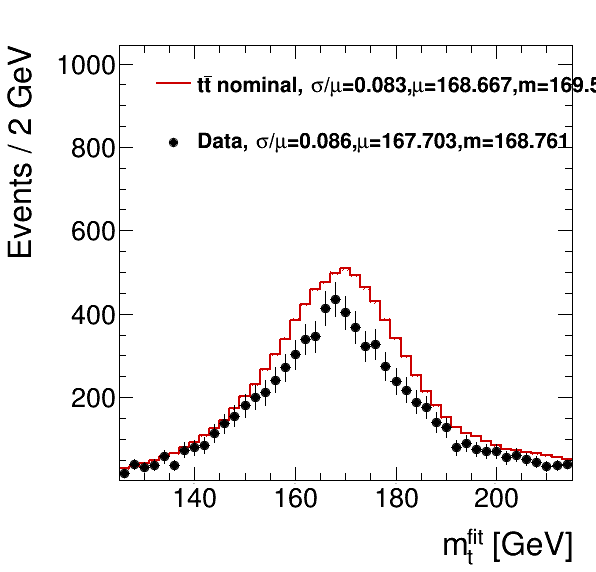 1000
800
600
400
200
Events / 2 GeV
tt̄ nominal, σ/μ=0.083,μ=168.667,m=169.5
Data, σ/μ=0.086,μ=167.703,m=168.761
140 160 180 200
m_t^fit [GeV]